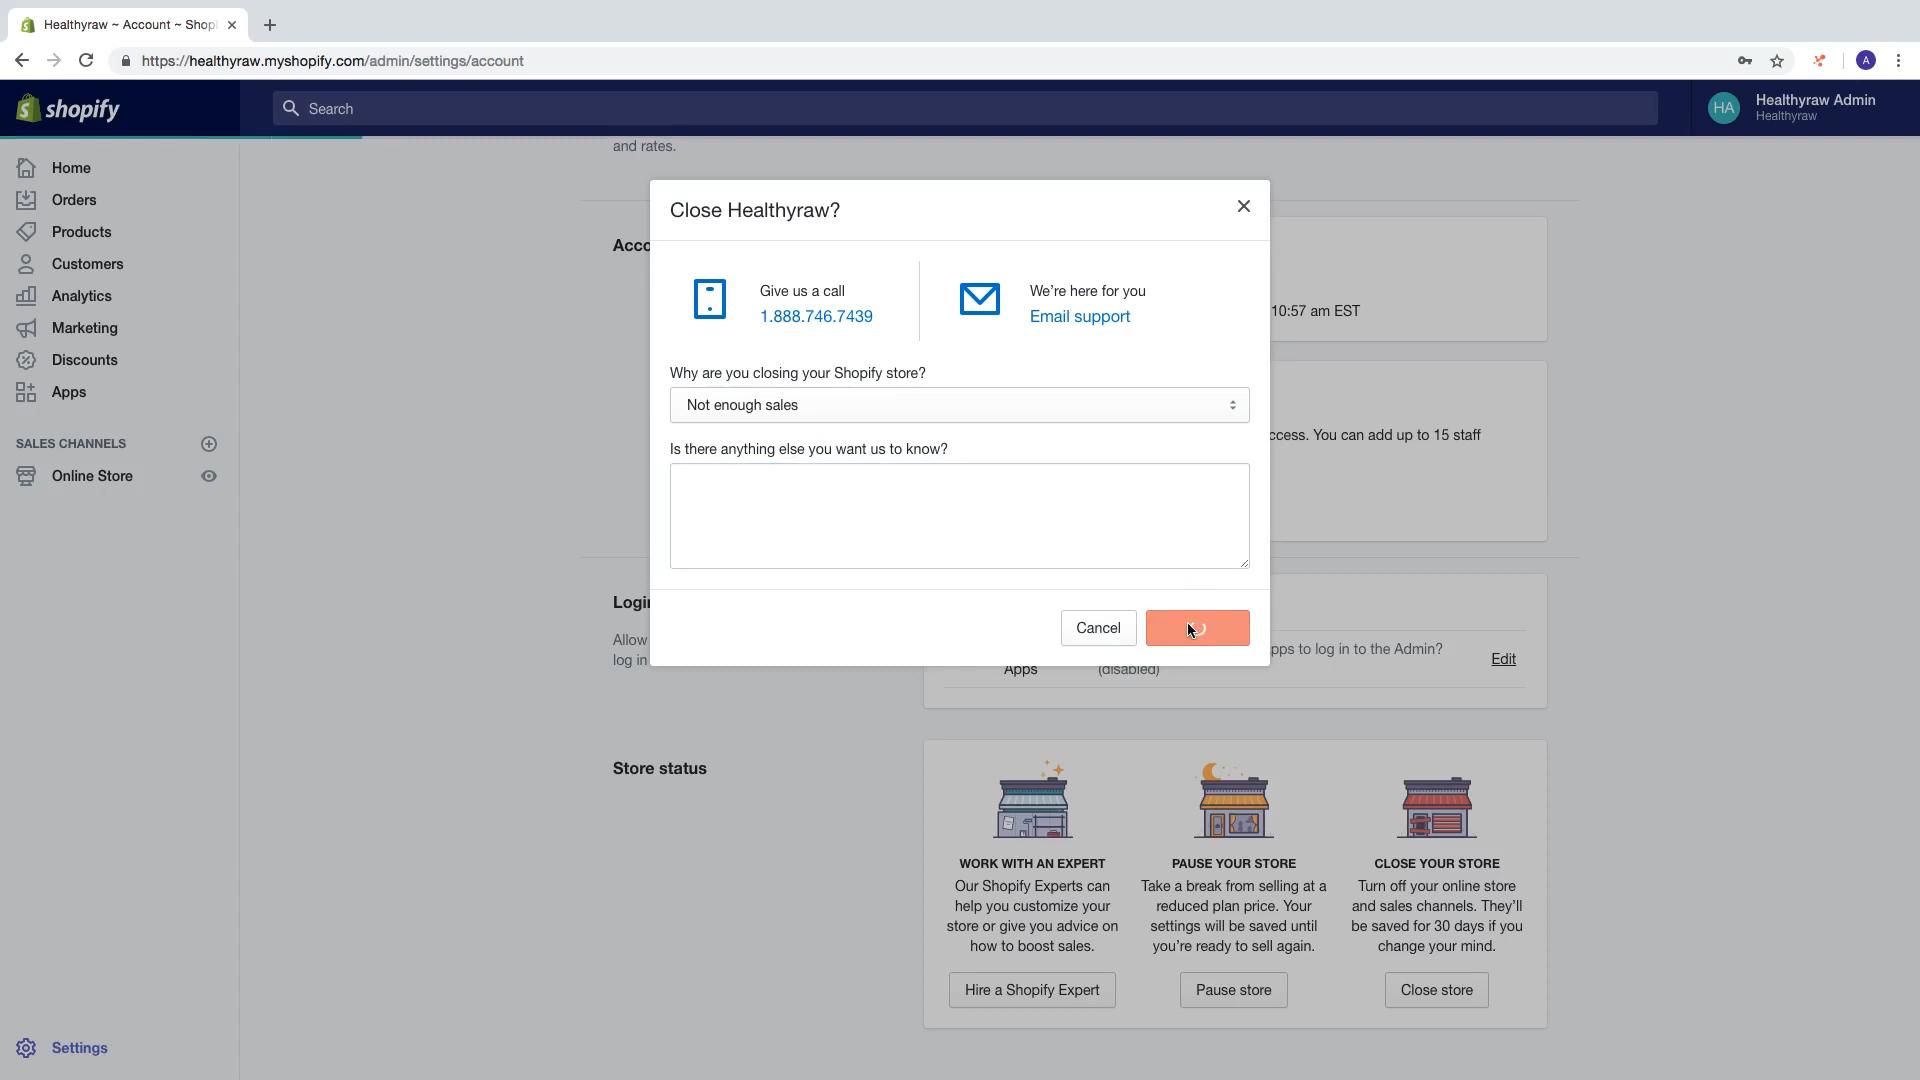 Healthyraw ~ Account ~ Shop
https://healthyraw.myshopify.com/admin/settings/account
A
shopify
Search
HA
Healthyraw Admin
Healthyraw
Home
Orders
Products
Customers
Analytics
Marketing
Discounts
Apps
SALES CHANNELS
Online Store
Settings
and rates.
Acco
10:57 am EST
ccess. You can add up to 15 staff
Close Healthyraw?
Give us a call
1.888.746.7439
We're here for you
Email support
Why are you closing your Shopify store?
Not enough sales
Is there anything else you want us to know?
Cancel
Login
Allow
log in
pps to log in to the Admin?
Apps
(disabled)
Edit
Store status
WORK WITH AN EXPERT
Our Shopify Experts can
help you customize your
store or give you advice on
how to boost sales.
Hire a Shopify Expert
PAUSE YOUR STORE
Take a break from selling at a
reduced plan price. Your
settings will be saved until
you're ready to sell again.
Pause store
CLOSE YOUR STORE
Turn off your online store
and sales channels. They'll
be saved for 30 days if you
change your mind.
Close store